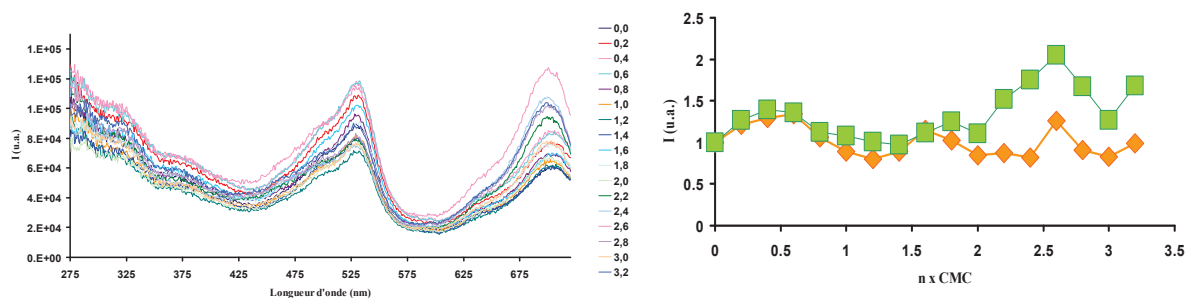 1.E+05
1.E+05
1.E+05
8.E+04
6.E+04
4.E+04
2.E+04
0.E+00
I (u.a.)
275 325 375 425 475 525 575 625 675
Longueur d'onde (nm)
0,0
0,2
0,4
0,6
0,8
1,0
1,2
1,4
1,6
1,8
2,0
2,2
2,4
2,6
2,8
3,0
3,2
2.5
2
1.5
1
0.5
0
I (u.a.)
0 0.5 1 1.5 2 2.5 3 3.5
n x CMC